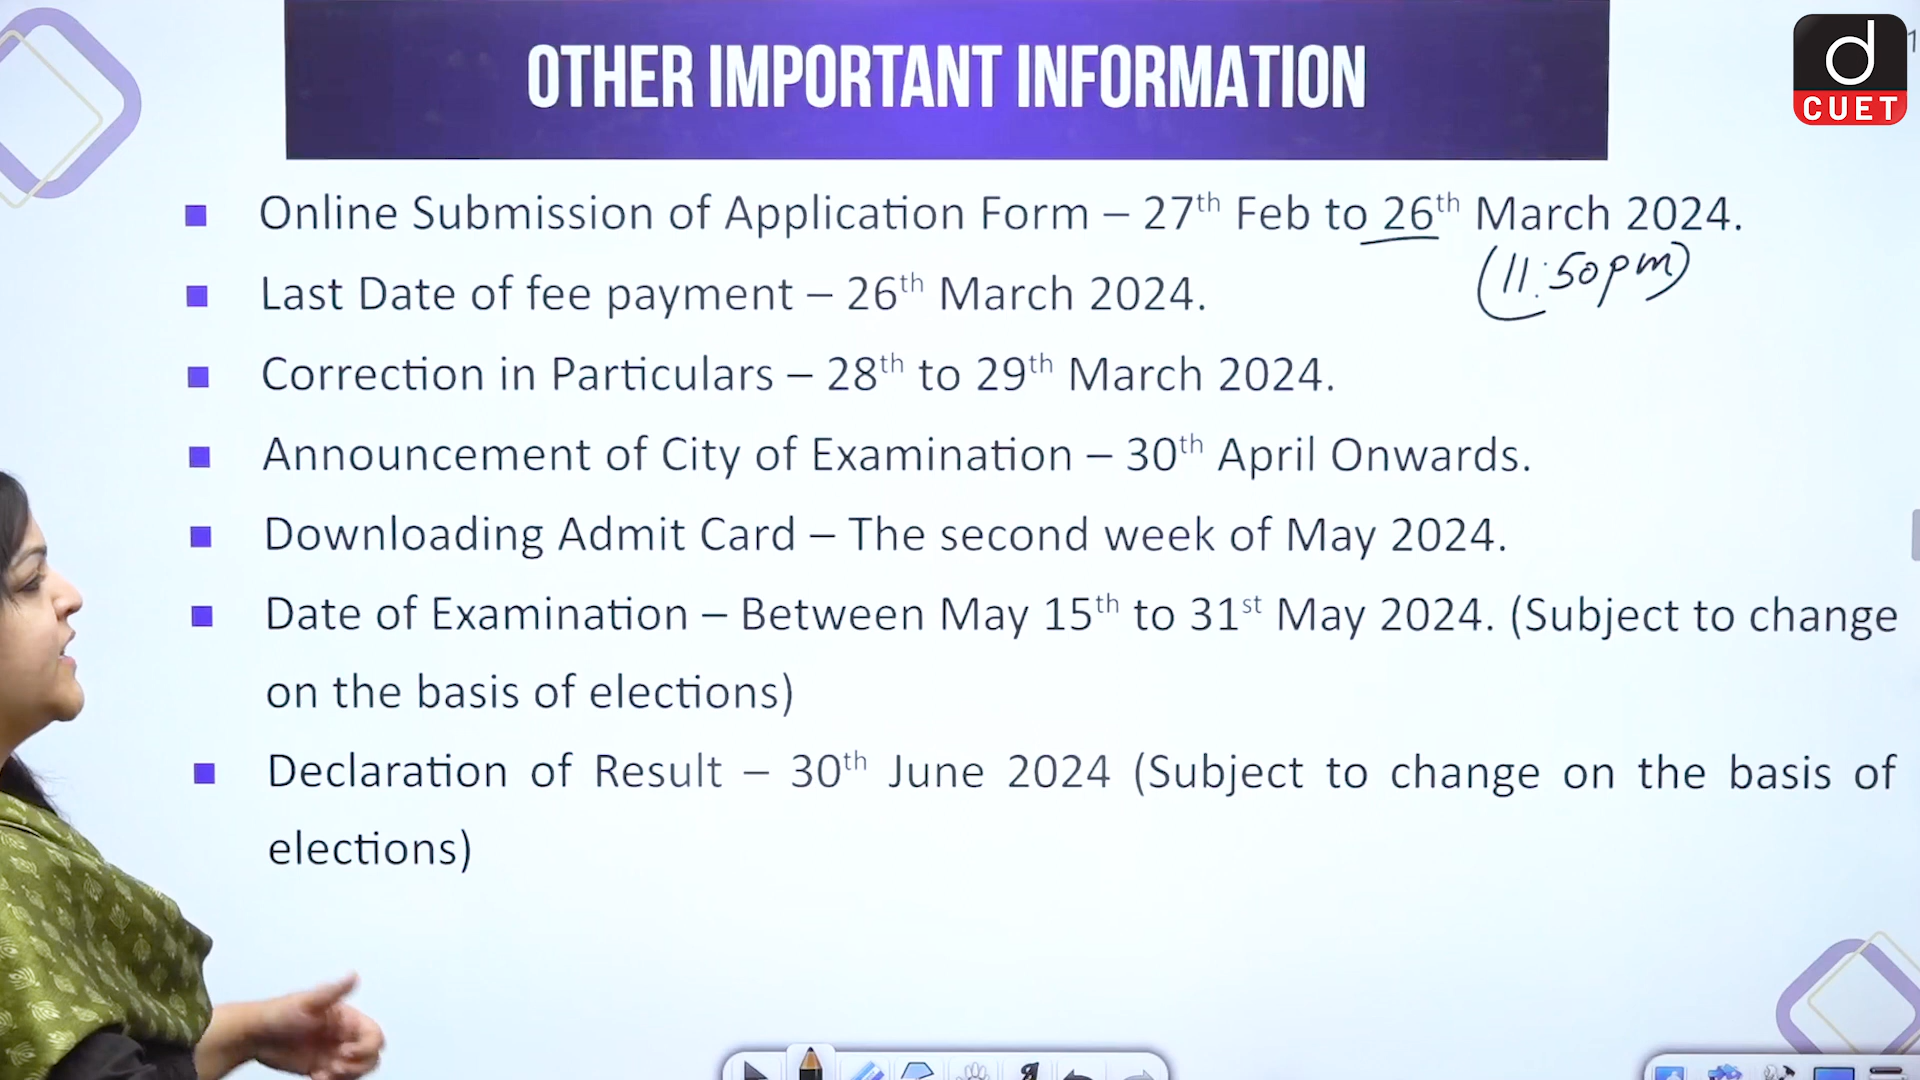 OTHER IMPORTANT INFORMATION
d
CUET
■ Online Submission of Application Form – 27th Feb to 26th March 2024.
(11:50pm)
■ Last Date of fee payment – 26th March 2024.
■ Correction in Particulars – 28th to 29th March 2024.
■ Announcement of City of Examination – 30th April Onwards.
■ Downloading Admit Card – The second week of May 2024.
■ Date of Examination – Between May 15th to 31st May 2024. (Subject to change
on the basis of elections)
■ Declaration of Result – 30th June 2024 (Subject to change on the basis of
elections)